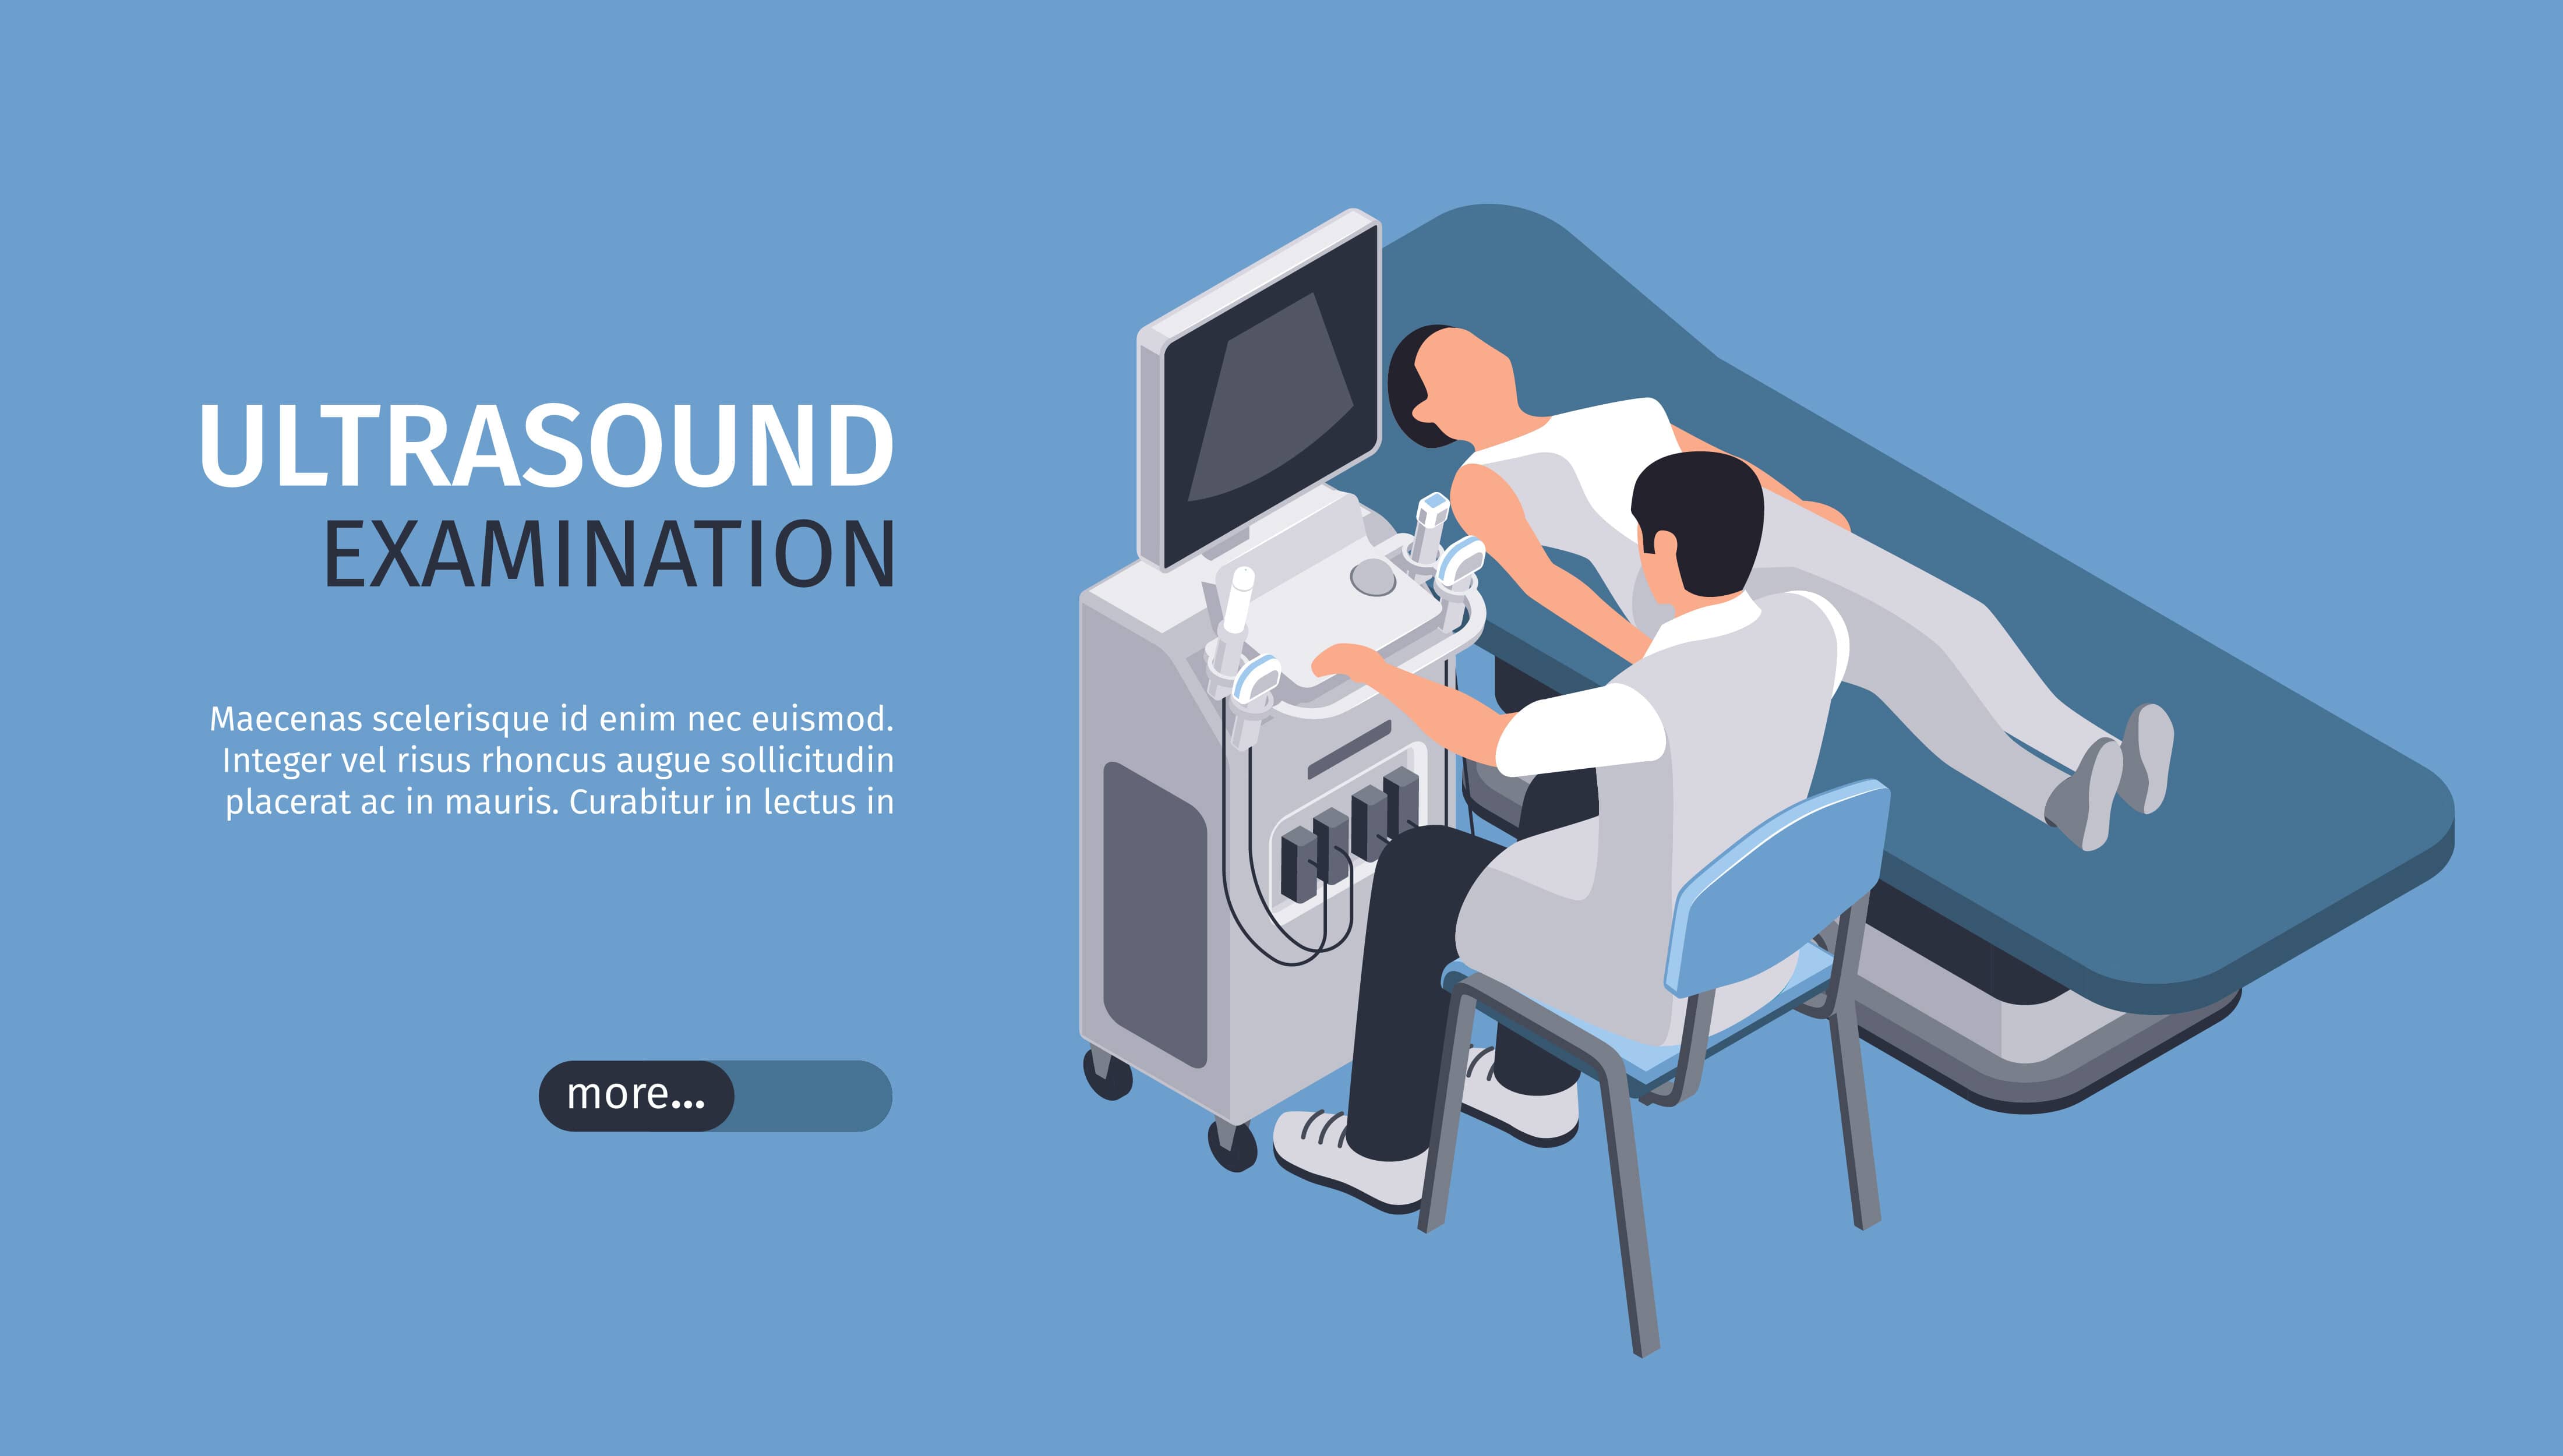 ULTRASOUND
EXAMINATION
Maecenas scelerisque id enim nec euismod.
Integer vel risus rhoncus augue sollicitudin
placerat ac in mauris. Curabitur in lectus in
more...